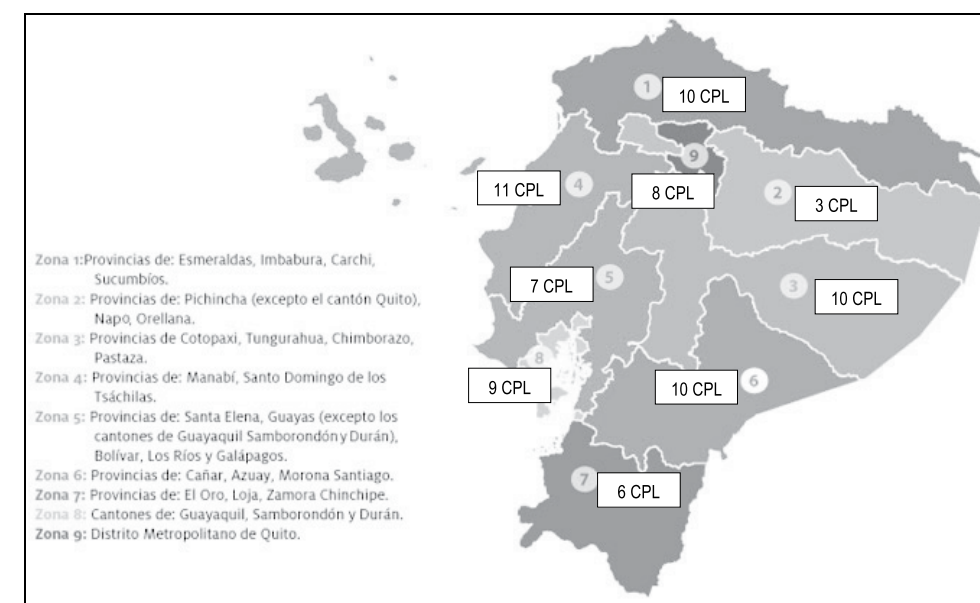 1
10 CPL
9
11 CPL
4
8 CPL
2
3 CPL
Zona 1:Provincias de: Esmeraldas, Imbabura, Carchi,
Sucumbíos.
Zona 2: Provincias de: Pichincha (excepto el cantón Quito),
Napo, Orellana.
Zona 3: Provincias de Cotopaxi, Tungurahua, Chimborazo,
Pastaza.
Zona 4: Provincias de: Manabí, Santo Domingo de los
Tsáchilas.
Zona 5: Provincias de: Santa Elena, Guayas (excepto los
cantones de Guayaquil Samborondón y Durán),
Bolívar, Los Ríos y Galápagos.
Zona 6: Provincias de: Cañar, Azuay, Morona Santiago.
Zona 7: Provincias de: El Oro, Loja, Zamora Chinchipe.
Zona 8: Cantones de: Guayaquil, Samborondón y Durán.
Zona 9: Distrito Metropolitano de Quito.
7 CPL
5
3
10 CPL
8
9 CPL
10 CPL
6
7
6 CPL